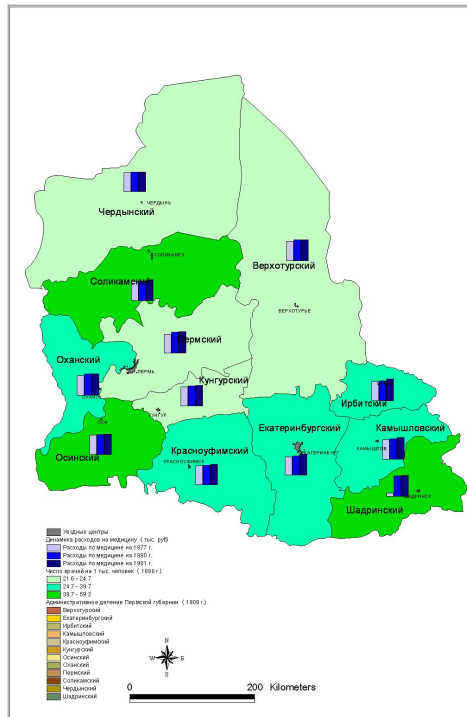 Чердынский
ЧЕРДЫНЬ
Соликамский
СОЛИКАМСК
Верхотурский
ВЕРХОТУРЬЕ
Пермский
ПЕРМЬ
Оханский
ОХАНСК
Кунгурский
КУНГУР
Ирбитский
ОСА
Осинский
Красноуфимский
КРАСНОУФИМСК
Екатеринбургский
ЕКАТЕРИНБУРГ
Камышловский
КАМЫШЛОВ
Шадринский
ШАДРИНСК
Уездные центры
Динамика расходов на медицину ( тыс. руб)
Расходы по медицине на 1877 г.
Расходы по медицине на 1890 г.
Расходы по медицине на 1901 г.
Число врачей на 1 тыс. человек ( 1898 г.)
21.6 - 24.7
24.7 - 39.7
39.7 - 59.2
Административное деление Пермской губернии ( 1909 г.)
Верхотурский
Екатеринбургский
Ирбитский
Камышловский
Красноуфимский
Кунгурский
Осинский
Оханский
Пермский
Соликамский
Чердынский
Шадринский
N
W E
S
0 200 Kilometers